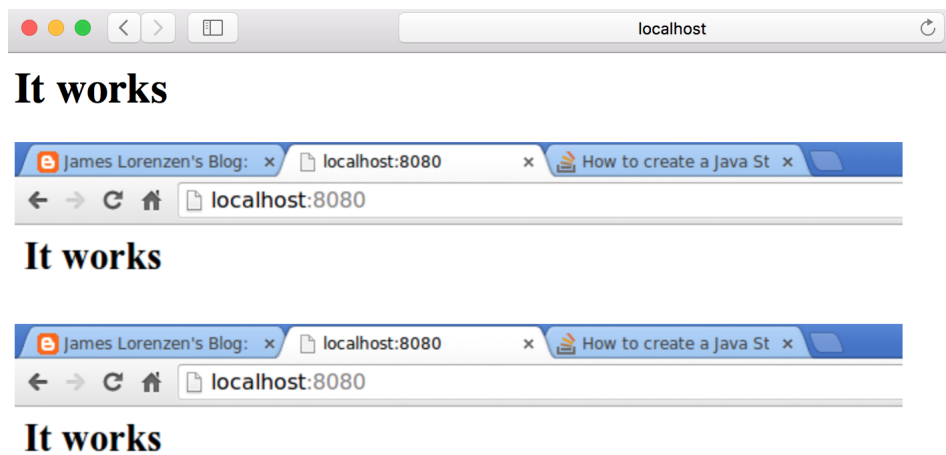 localhost
It works
James Lorenzen's Blog: localhost:8080 How to create a Java St
localhost:8080
It works
James Lorenzen's Blog: localhost:8080 How to create a Java St
localhost:8080
It works